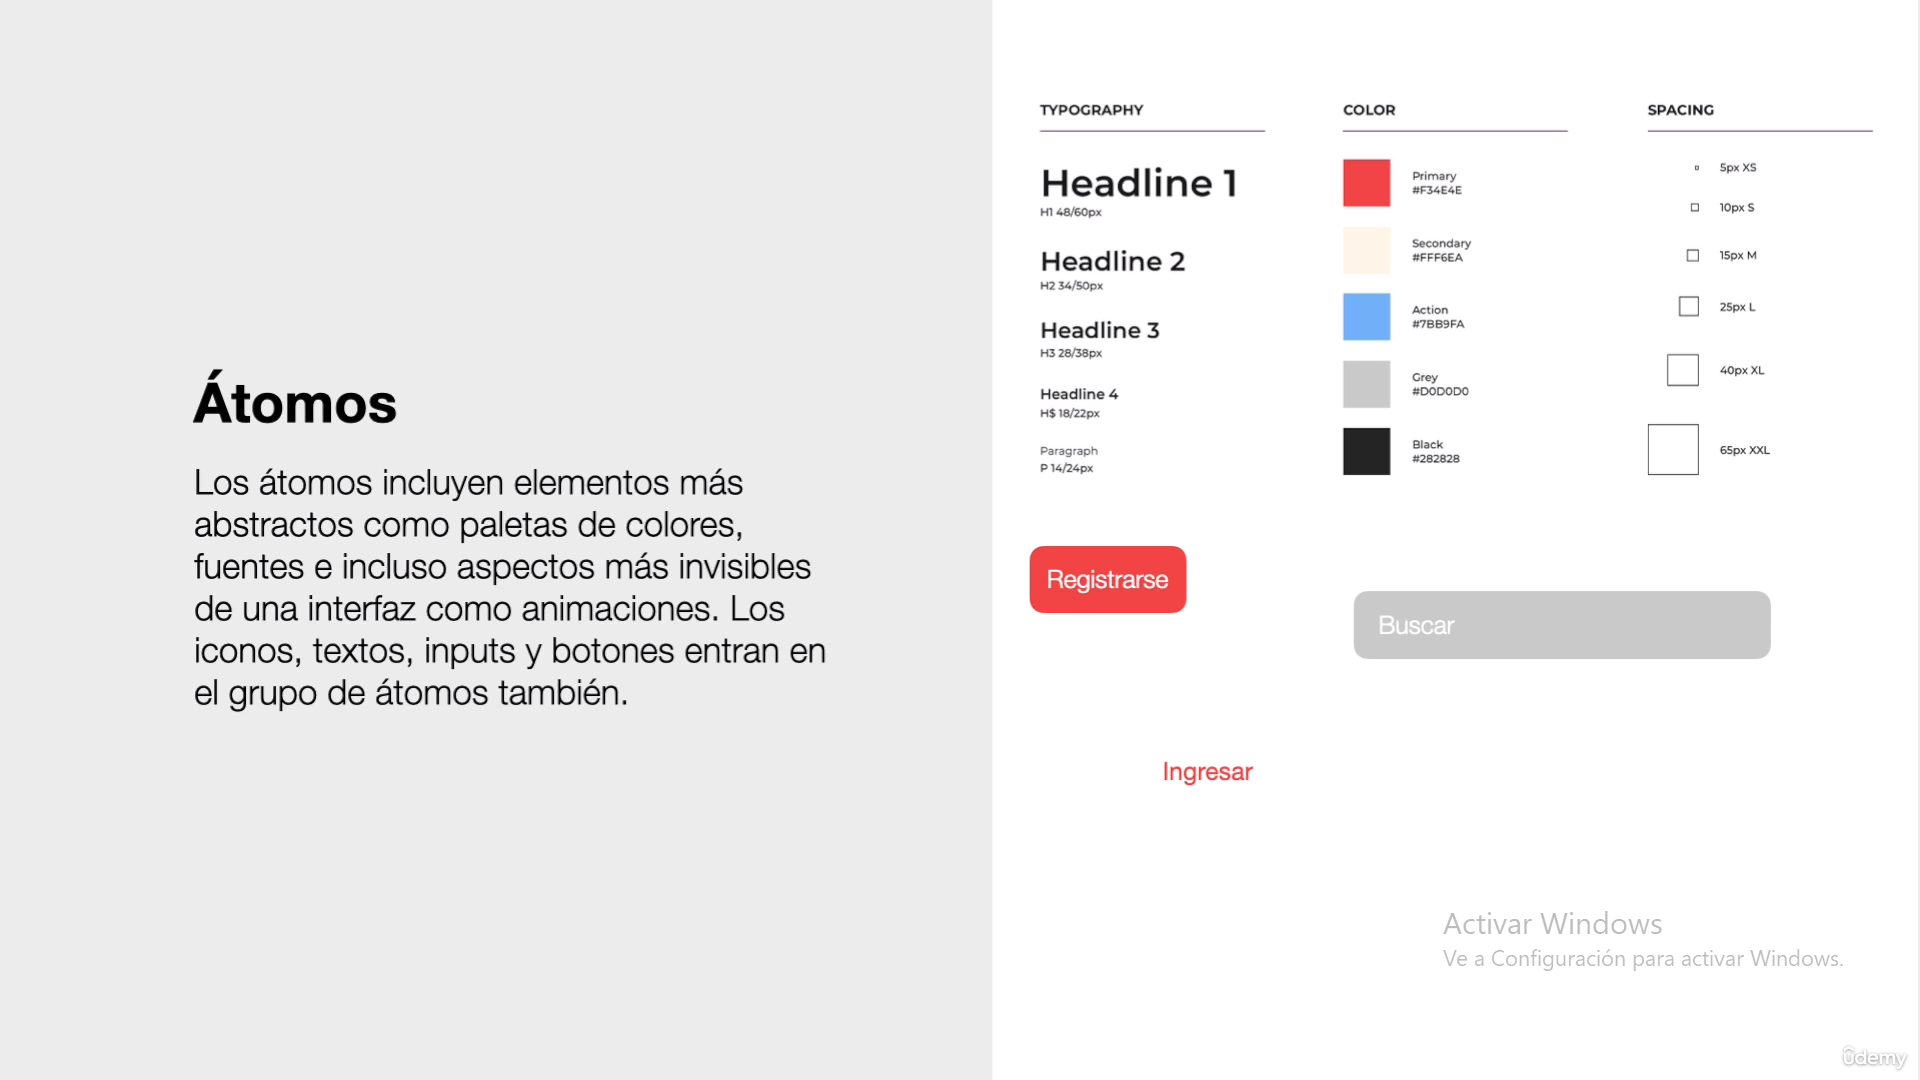 Átomos
Los átomos incluyen elementos más
abstractos como paletas de colores,
fuentes e incluso aspectos más invisibles
de una interfaz como animaciones. Los
iconos, textos, inputs y botones entran en
el grupo de átomos también.
TYPOGRAPHY
Headline 1
H1 48/60px
Headline 2
H2 34/50px
Headline 3
H3 28/38px
Headline 4
H$ 18/22px
Paragraph
P 14/24px
COLOR
Primary
#F34E4E
Secondary
#FFF6EA
Action
#7BB9FA
Grey
#D0D0D0
Black
#282828
SPACING
5px XS
10px S
15px M
25px L
40px XL
65px XXL
Registrarse
Buscar
Ingresar
Activar Windows
Ve a Configuración para activar Windows.
ûdemy